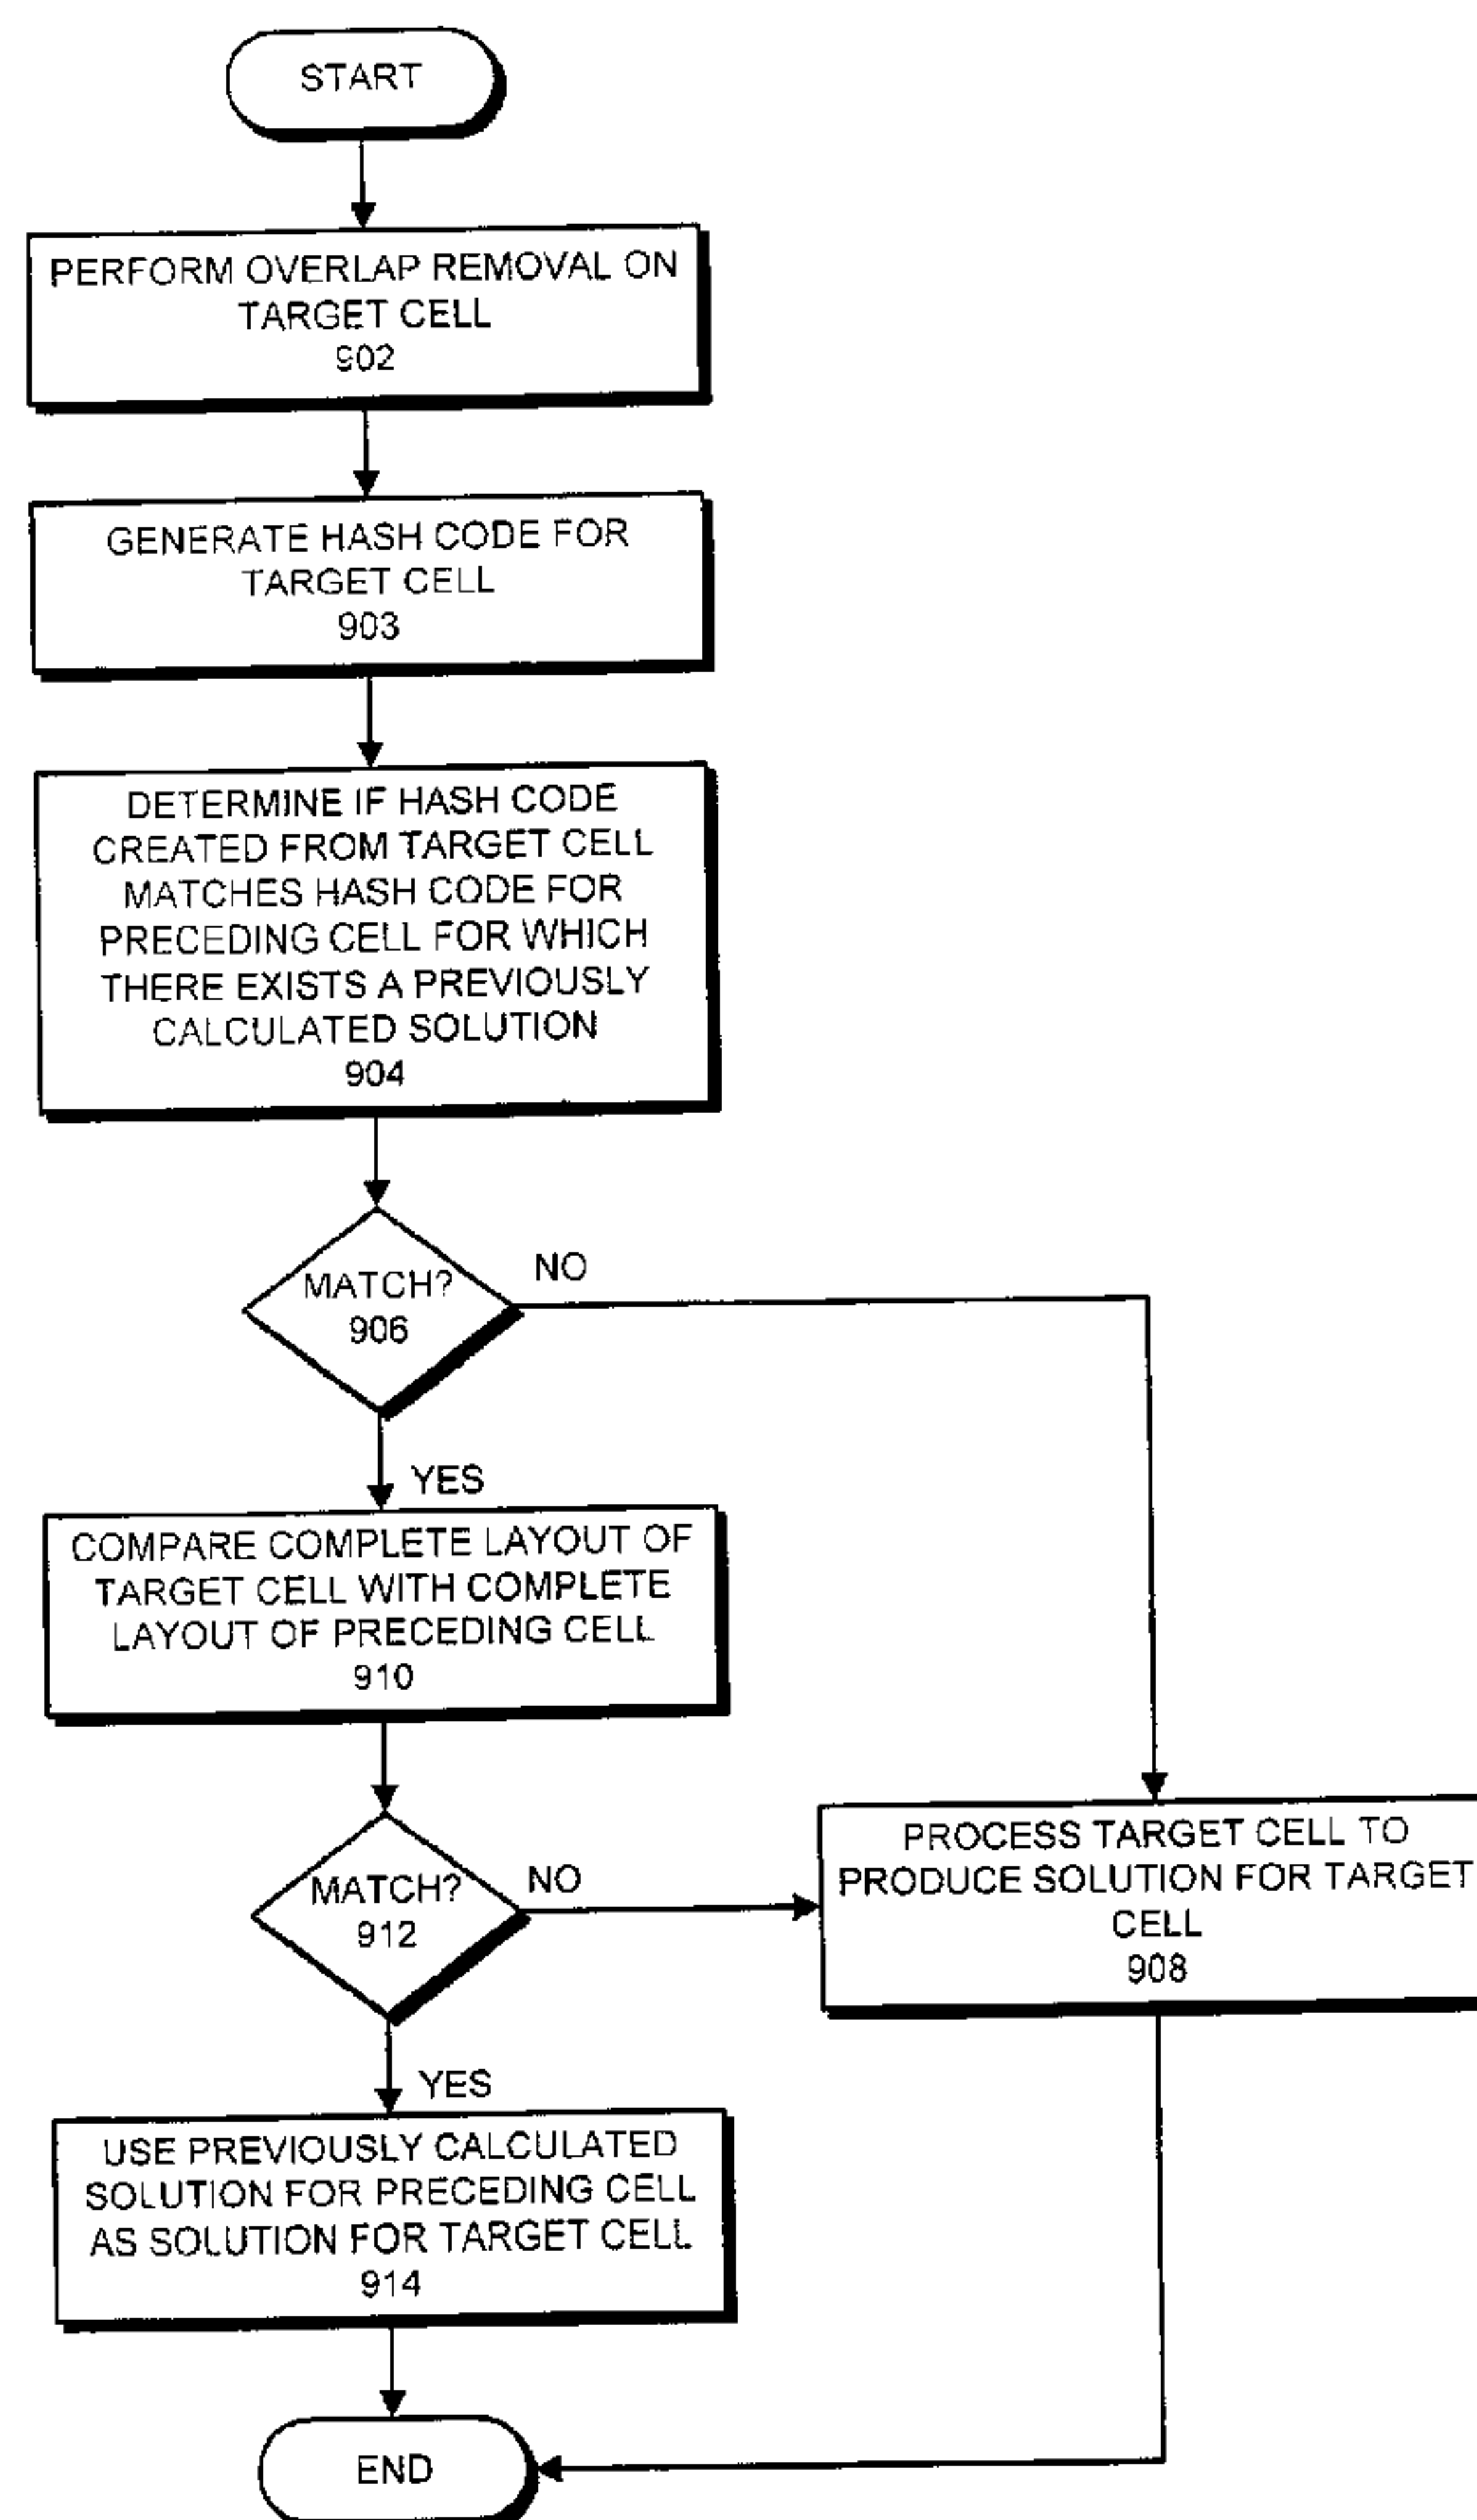 START
PERFORM OVERLAP REMOVAL ON
TARGET CELL
902
GENERATE HASH CODE FOR
TARGET CELL
903
DETERMINE IF HASH CODE
CREATED FROM TARGET CELL
MATCHES HASH CODE FOR
PRECEDING CELL FOR WHICH
THERE EXISTS A PREVIOUSLY
CALCULATED SOLUTION
904
MATCH?
906
NO
YES
COMPARE COMPLETE LAYOUT OF
TARGET CELL WITH COMPLETE
LAYOUT OF PRECEDING CELL
910
MATCH?
912
NO
PROCESS TARGET CELL TO
PRODUCE SOLUTION FOR TARGET
CELL
908
YES
USE PREVIOUSLY CALCULATED
SOLUTION FOR PRECEDING CELL
AS SOLUTION FOR TARGET CELL
914
END